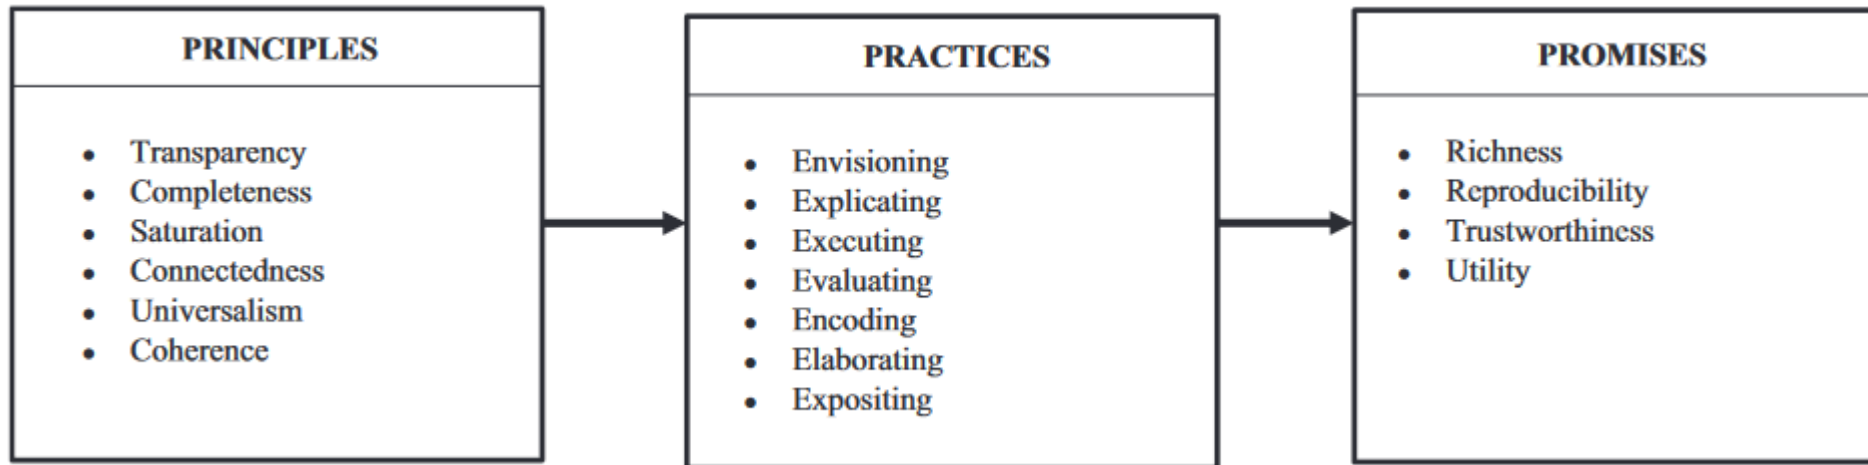 PRINCIPLES
• Transparency
• Completeness
• Saturation
• Connectedness
• Universalism
• Coherence
PRACTICES
• Envisioning
• Explicating
• Executing
• Evaluating
• Encoding
• Elaborating
• Expositing
PROMISES
• Richness
• Reproducibility
• Trustworthiness
• Utility